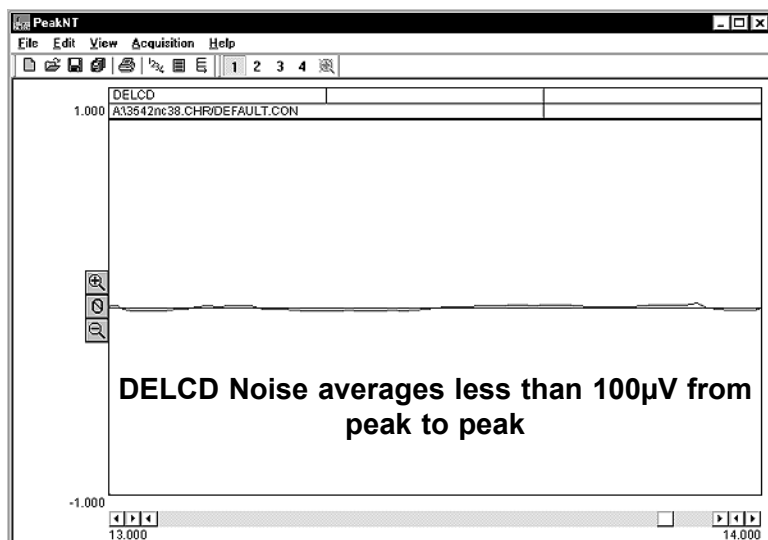 PeakNT
File Edit View Acquisition Help
1 2 3 4
DELCD
1.000 A:\3542nc38.CHR/DEFAULT.CON
DELCD Noise averages less than 100µV from
peak to peak
-1.000
13.000 14.000